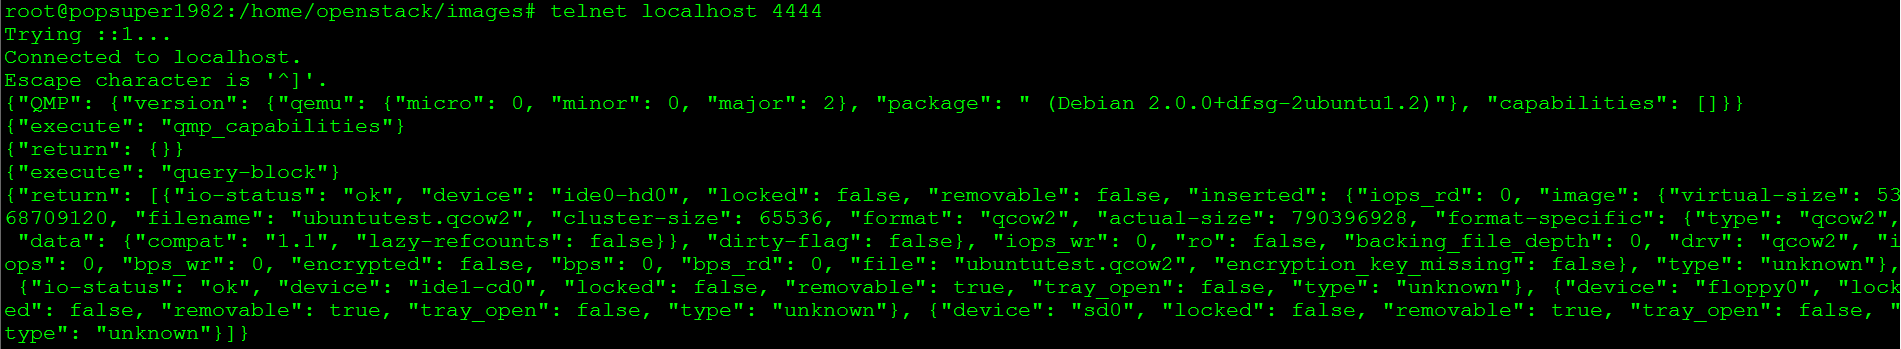 root@popsuper1982:/home/openstack/images# telnet localhost 4444
Trying ::1...
Connected to localhost.
Escape character is '^]'.
{"QMP": {"version": {"qemu": {"micro": 0, "minor": 0, "major": 2}, "package": " (Debian 2.0.0+dfsg-2ubuntu1.2)"}, "capabilities": []}}
{"execute": "qmp_capabilities"}
{"return": {}}
{"execute": "query-block"}
{"return": [{"io-status": "ok", "device": "ide0-hd0", "locked": false, "removable": false, "inserted": {"iops_rd": 0, "image": {"virtual-size": 53
68709120, "filename": "ubuntutest.qcow2", "cluster-size": 65536, "format": "qcow2", "actual-size": 790396928, "format-specific": {"type": "qcow2",
 "data": {"compat": "1.1", "lazy-refcounts": false}}, "dirty-flag": false}, "iops_wr": 0, "ro": false, "backing_file_depth": 0, "drv": "qcow2", "i
ops": 0, "bps_wr": 0, "encrypted": false, "bps": 0, "bps_rd": 0, "file": "ubuntutest.qcow2", "encryption_key_missing": false}, "type": "unknown"},
 {"io-status": "ok", "device": "ide1-cd0", "locked": false, "removable": true, "tray_open": false, "type": "unknown"}, {"device": "floppy0", "lock
ed": false, "removable": true, "tray_open": false, "type": "unknown"}, {"device": "sd0", "locked": false, "removable": true, "tray_open": false, "
type": "unknown"}]}